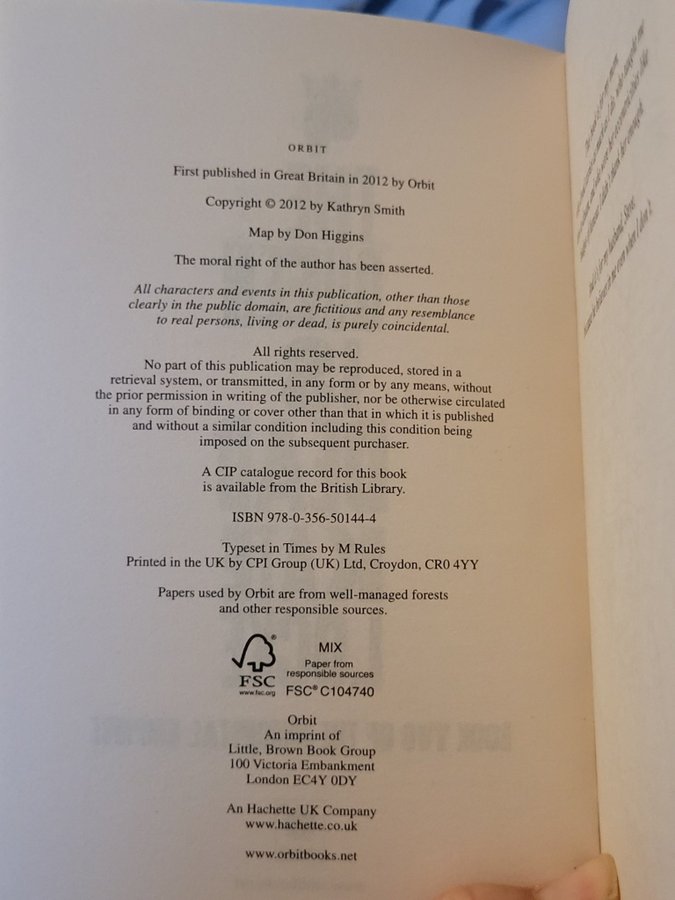 ORBIT
First published in Great Britain in 2012 by Orbit
Copyright © 2012 by Kathryn Smith
Map by Don Higgins
The moral right of the author has been asserted.
All characters and events in this publication, other than those
clearly in the public domain, are fictitious and any resemblance
to real persons, living or dead, is purely coincidental.
All rights reserved.
No part of this publication may be reproduced, stored in a
retrieval system, or transmitted, in any form or by any means, without
the prior permission in writing of the publisher, nor be otherwise circulated
in any form of binding or cover other than that in which it is published
and without a similar condition including this condition being
imposed on the subsequent purchaser.
A CIP catalogue record for this book
is available from the British Library.
ISBN 978-0-356-50144-4
Typeset in Times by M Rules
Printed in the UK by CPI Group (UK) Ltd, Croydon, CR0 4YY
Papers used by Orbit are from well-managed forests
and other responsible sources.
®
FSC
www.fsc.org
MIX
Paper from
responsible sources
FSC® C104740
Orbit
An imprint of
Little, Brown Book Group
100 Victoria Embankment
London EC4Y 0DY
An Hachette UK Company
www.hachette.co.uk
www.orbitbooks.net